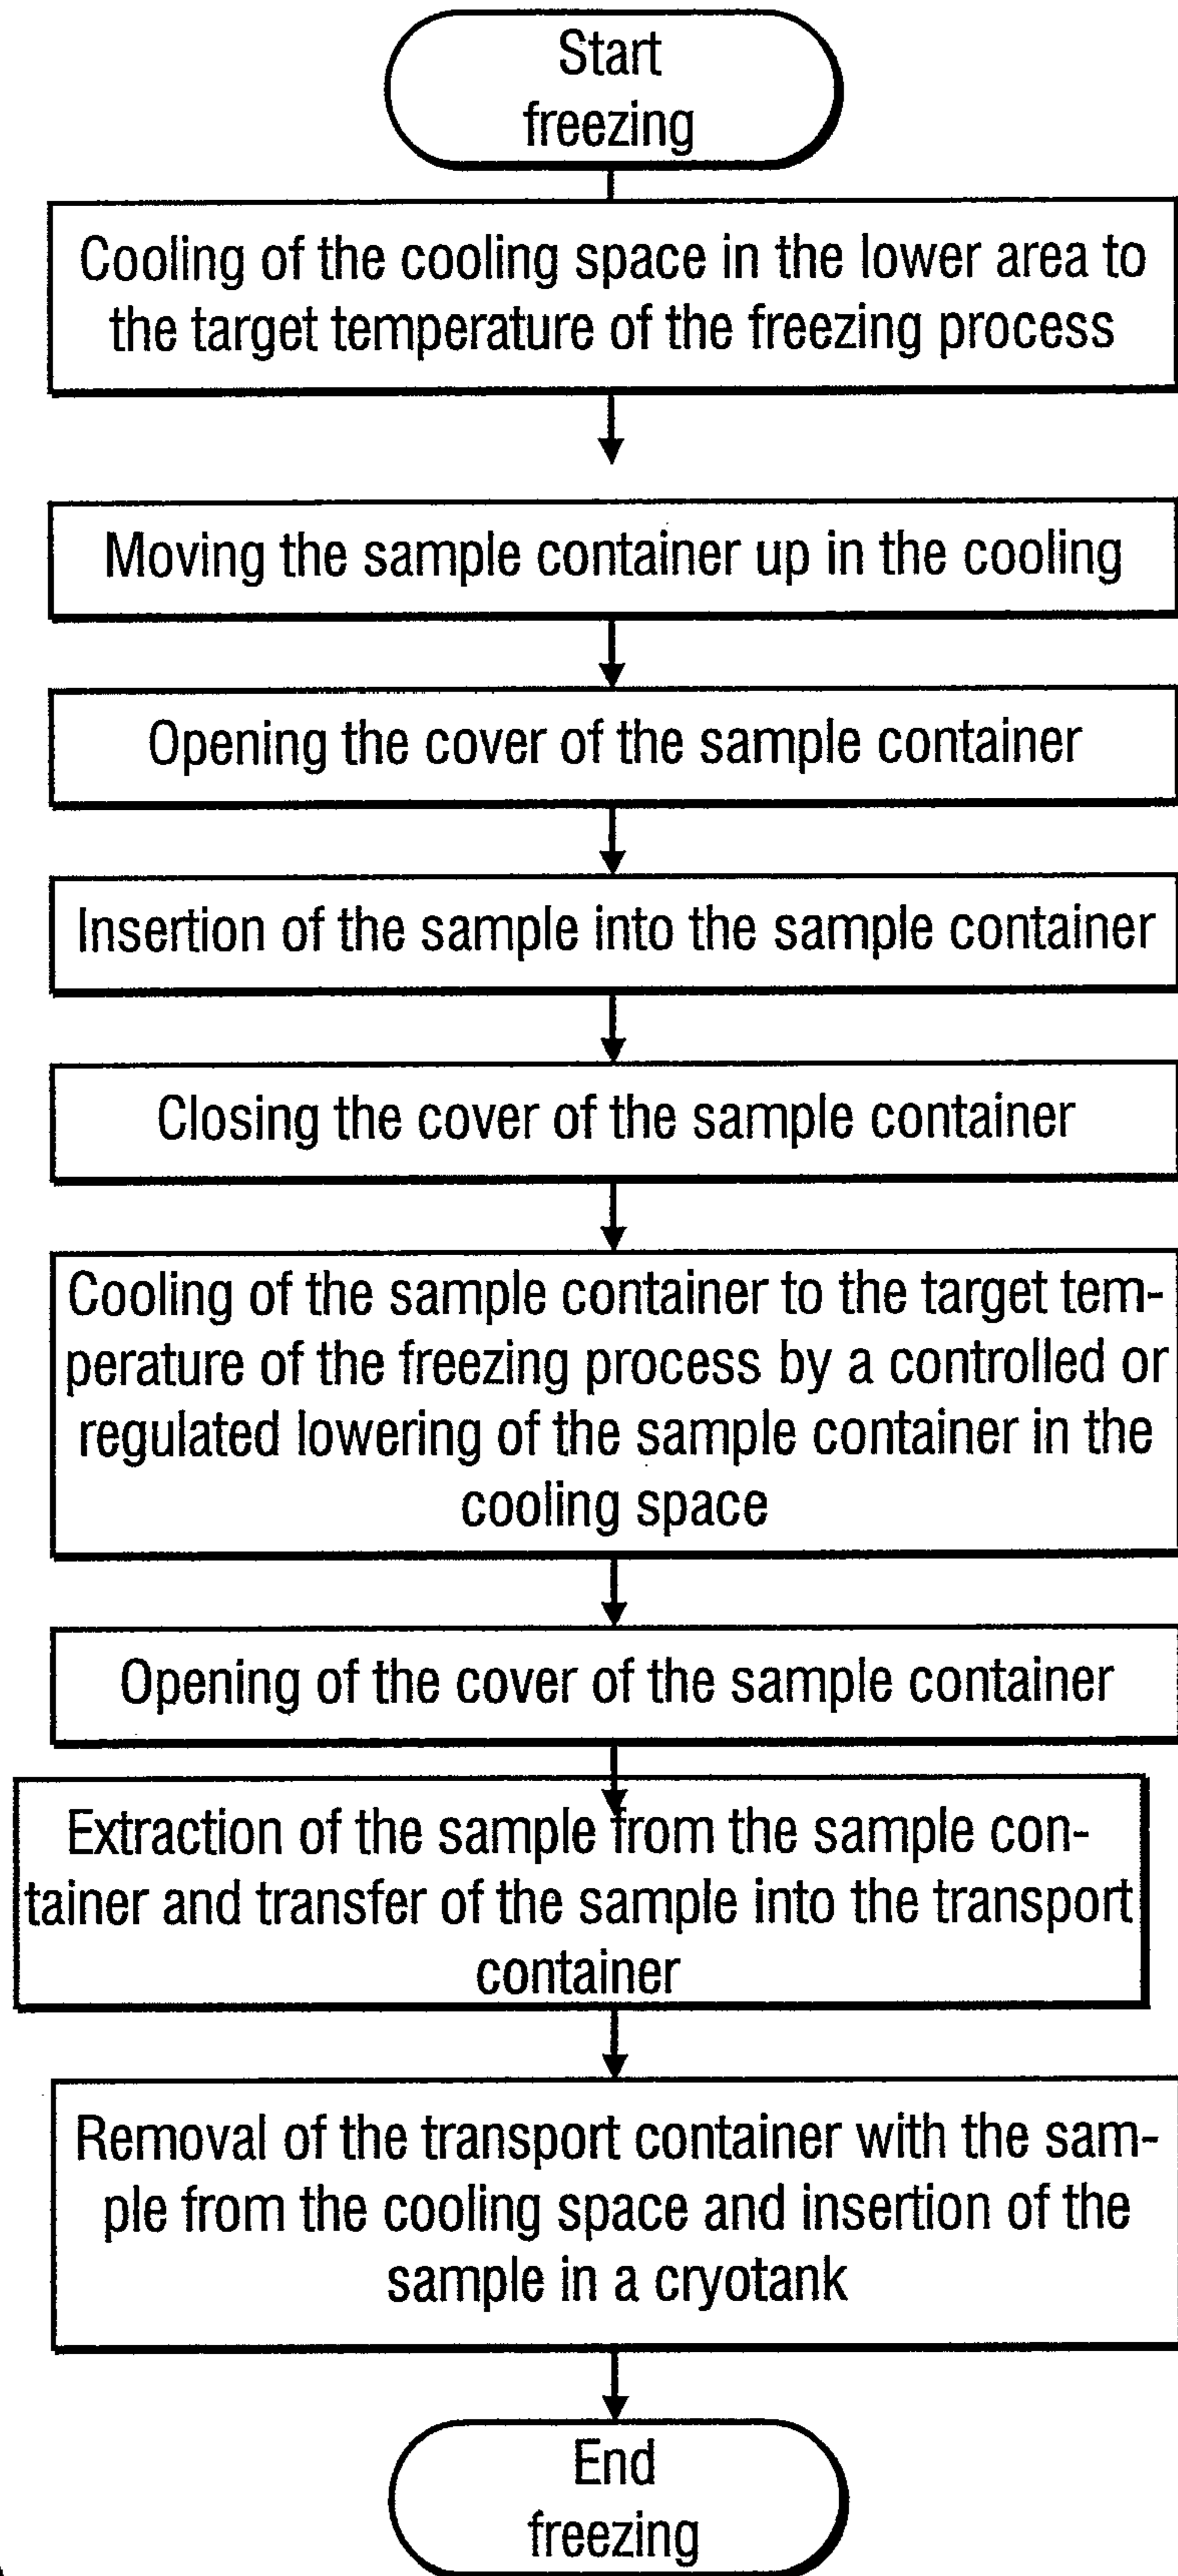 Start
freezing
Cooling of the cooling space in the lower area to
the target temperature of the freezing process
Moving the sample container up in the cooling
Opening the cover of the sample container
Insertion of the sample into the sample container
Closing the cover of the sample container
Cooling of the sample container to the target tem-
perature of the freezing process by a controlled or
regulated lowering of the sample container in the
cooling space
Opening of the cover of the sample container
Extraction of the sample from the sample con-
tainer and transfer of the sample into the transport
container
Removal of the transport container with the sam-
ple from the cooling space and insertion of the
sample in a cryotank
End
freezing